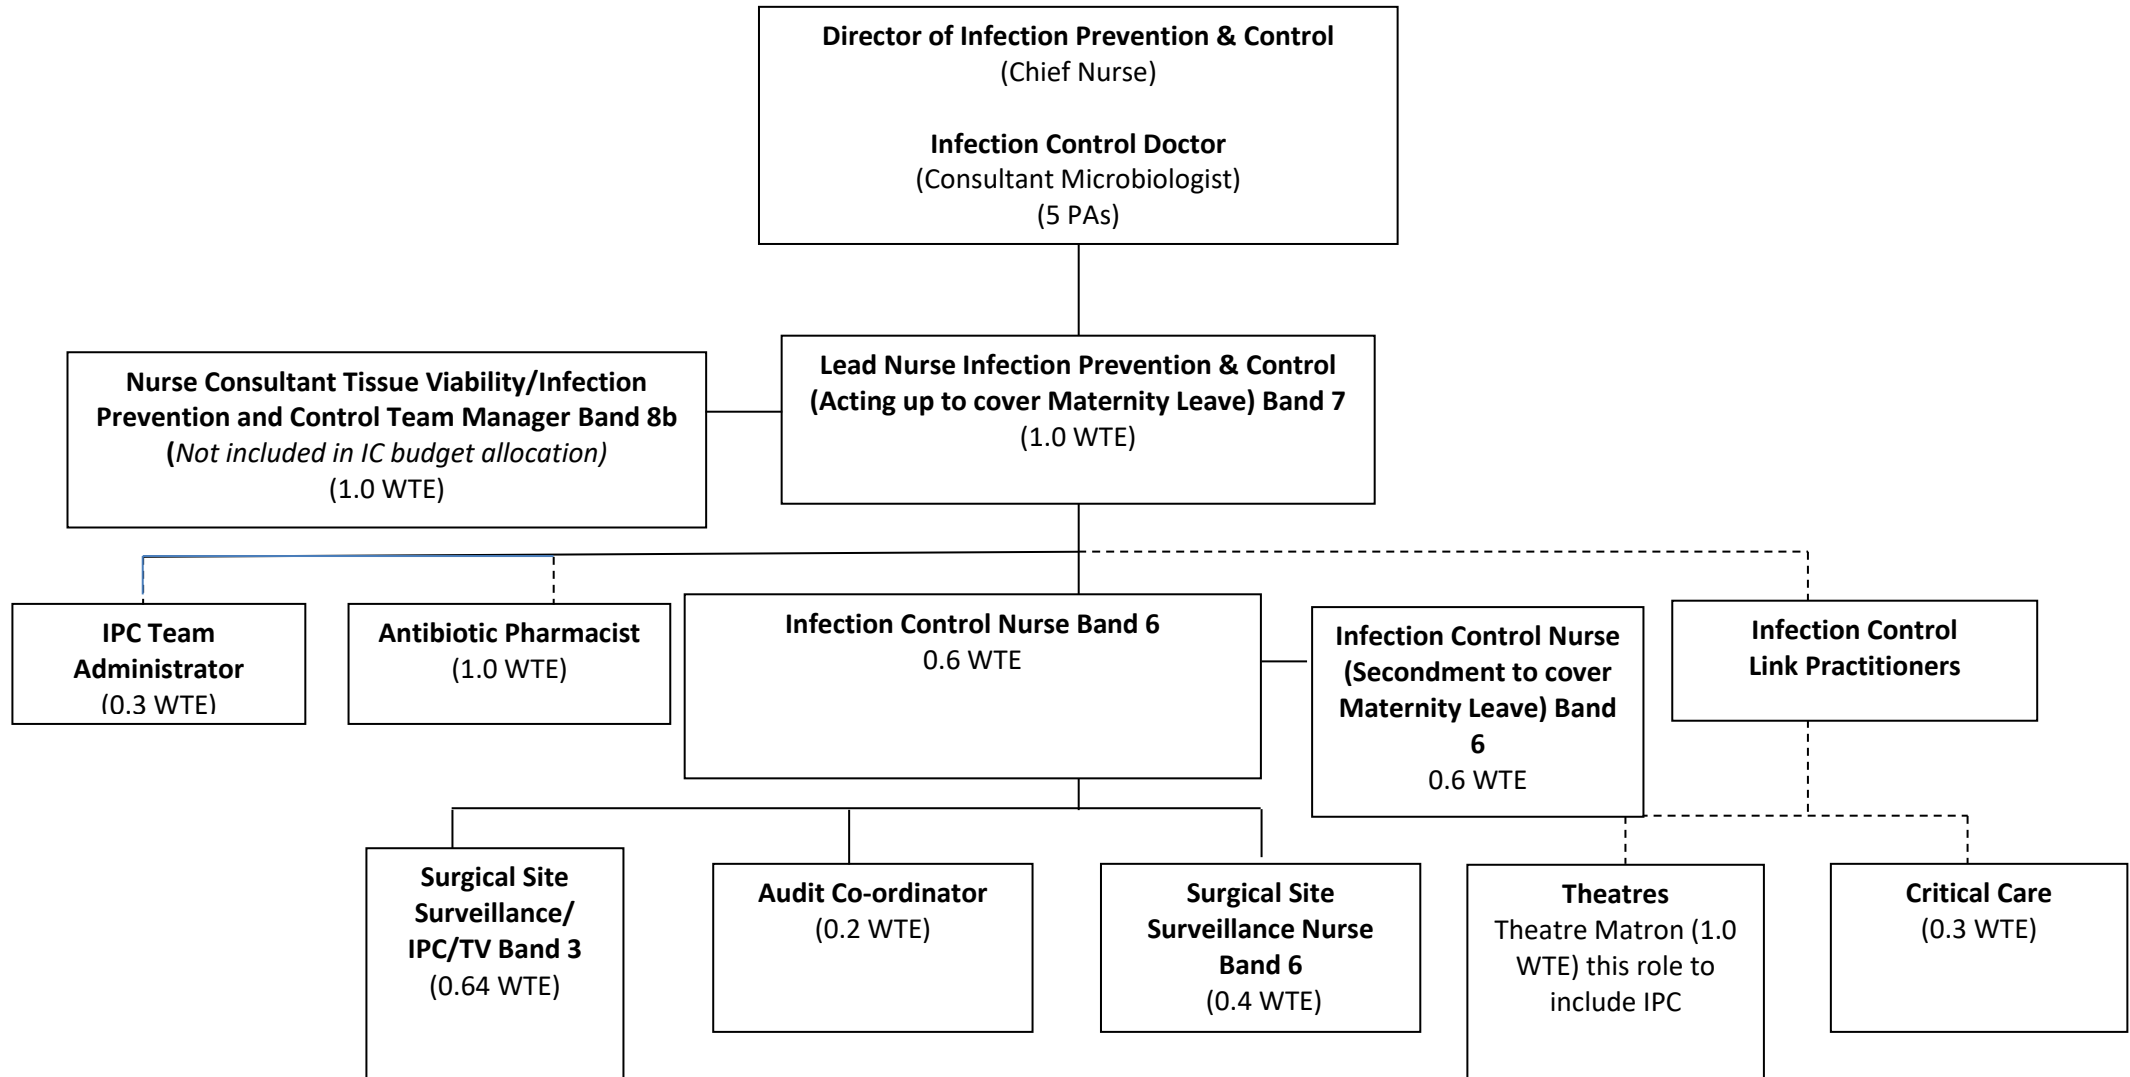 Director of Infection Prevention & Control
(Chief Nurse)
Infection Control Doctor
(Consultant Microbiologist)
(5 PAs)
Nurse Consultant Tissue Viability/Infection
Prevention and Control Team Manager Band 8b
(Not included in IC budget allocation)
(1.0 WTE)
Lead Nurse Infection Prevention & Control
(Acting up to cover Maternity Leave) Band 7
(1.0 WTE)
IPC Team
Administrator
(0.3 WTE)
Antibiotic Pharmacist
(1.0 WTE)
Infection Control Nurse Band 6
0.6 WTE
Infection Control Nurse
(Secondment to cover
Maternity Leave) Band
6
0.6 WTE
Infection Control
Link Practitioners
Surgical Site
Surveillance/
IPC/TV Band 3
(0.64 WTE)
Audit Co-ordinator
(0.2 WTE)
Surgical Site
Surveillance Nurse
Band 6
(0.4 WTE)
Theatres
Theatre Matron (1.0
WTE) this role to
include IPC
Critical Care
(0.3 WTE)